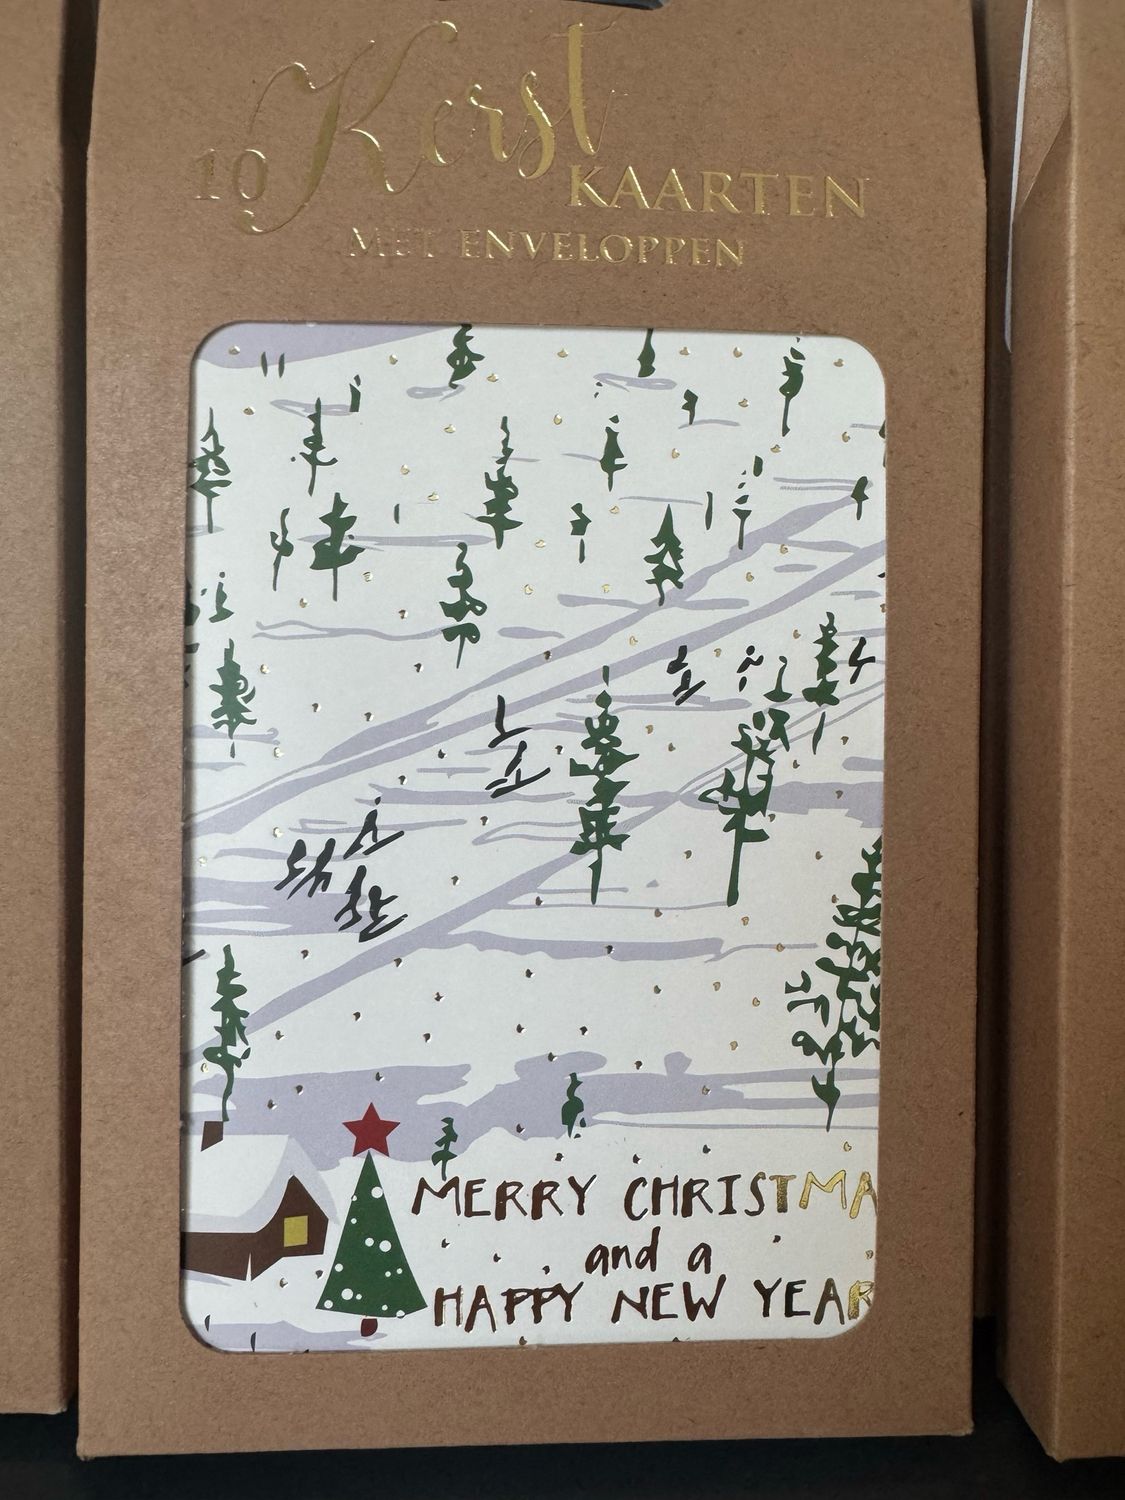 10 Kerst
KAARTEN
MET ENVELOPPEN
MERRY CHRISTMA
and a
HAPPY NEW YEAR